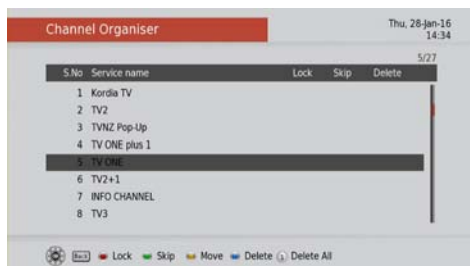 Channel Organiser
Thu, 28-Jan-16
14:34
5/27
S.No Service name Lock Skip Delete
1 Kordia TV
2 TV2
3 TVNZ Pop-Up
4 TV ONE plus 1
5 TV ONE
6 TV2+1
7 INFO CHANNEL
8 TV3
Lock Skip Move Delete Delete All